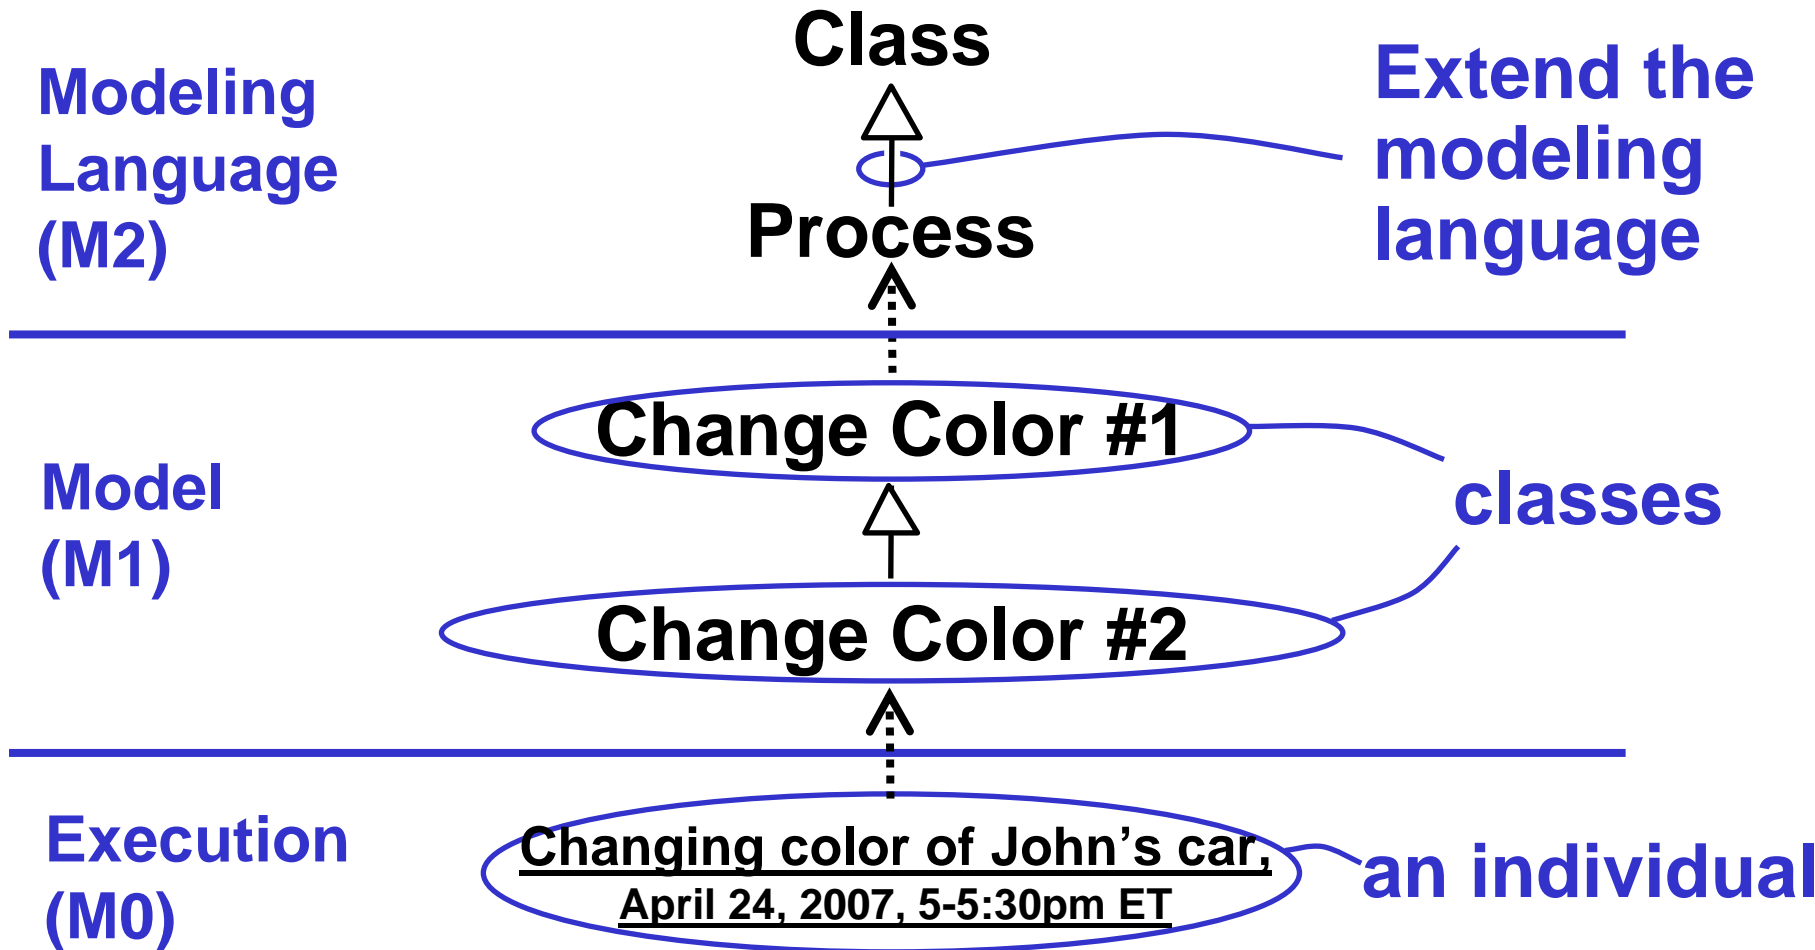 Class
Modeling
Language
(M2)
Extend the
modeling
language
Process
Change Color #1
Model
(M1)
classes
Change Color #2
Execution
(M0)
Changing color of John’s car,
April 24, 2007, 5-5:30pm ET
an individual